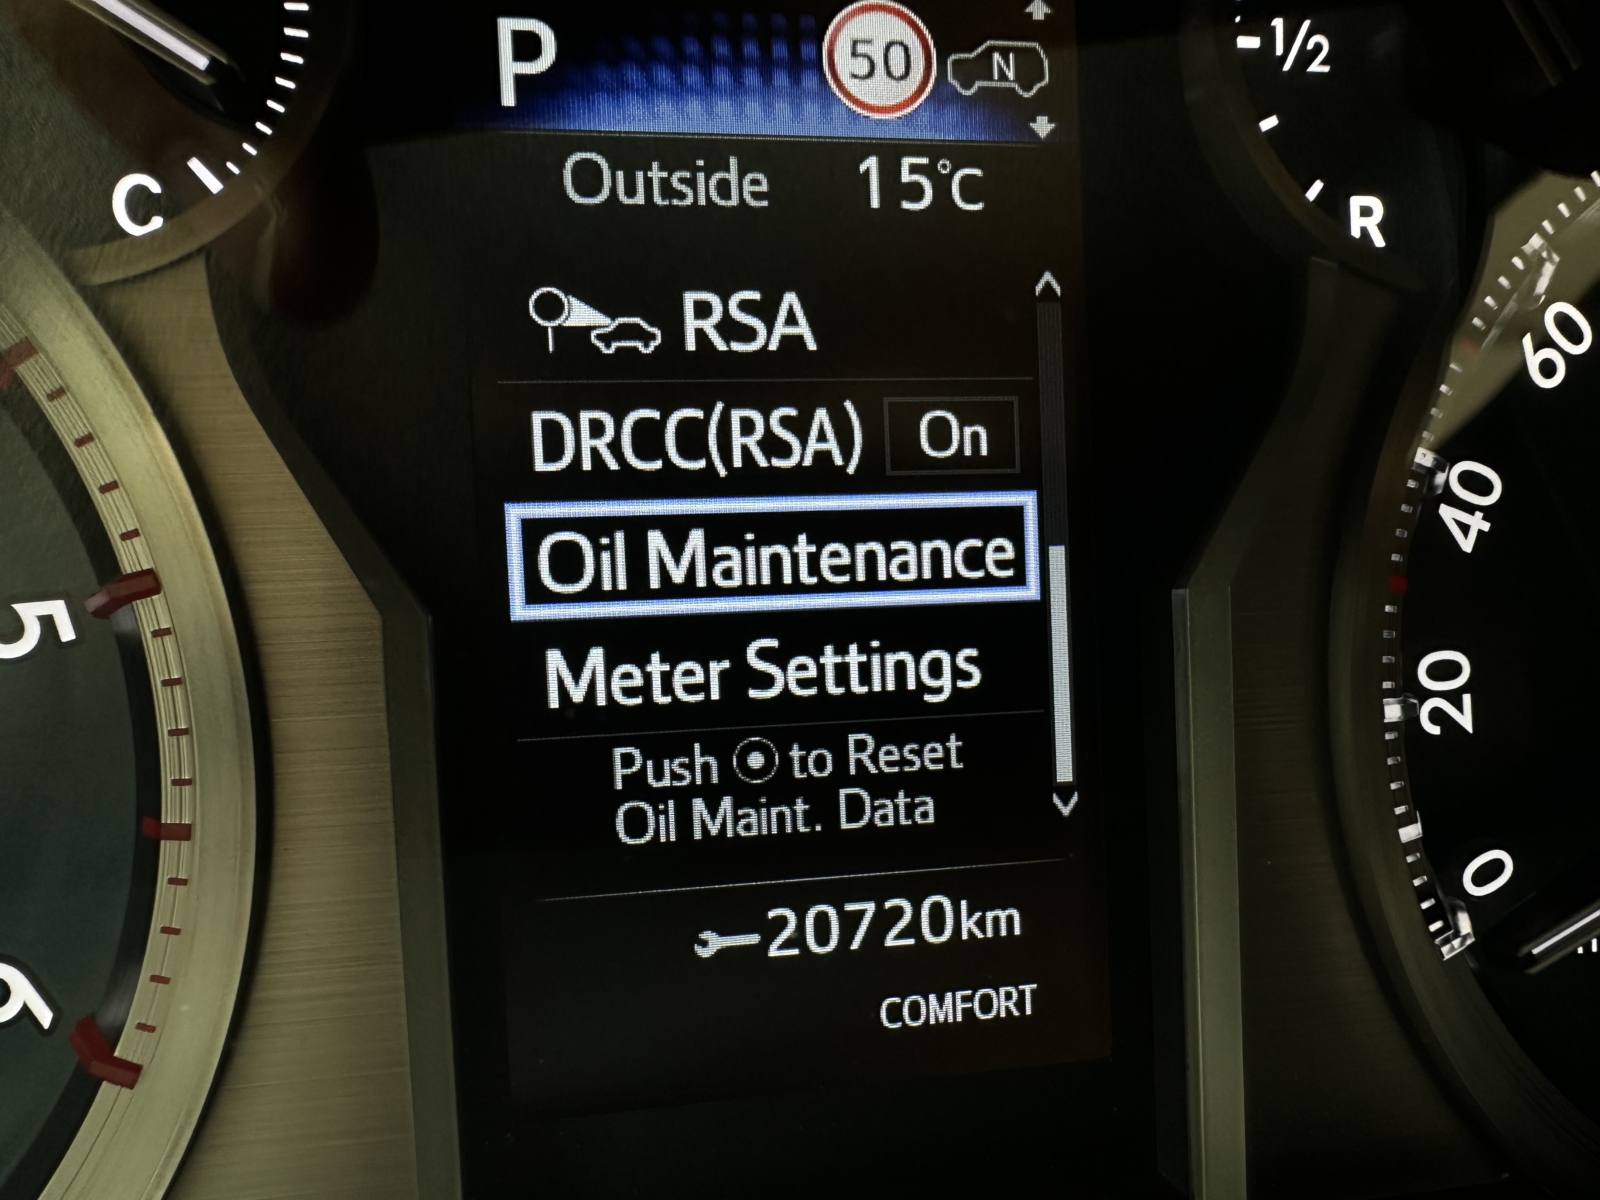 P 50 N
Outside 15°C
RSA
DRCC(RSA) On
Oil Maintenance
Meter Settings
Push to Reset
Oil Maint. Data
20720km
COMFORT
C
5
6
1/2
R
60
40
20
0